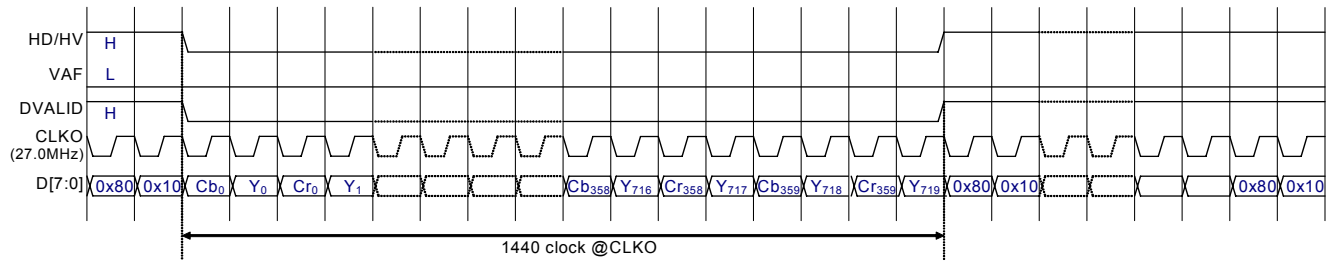 HD/HV H
VAF L
DVALID H
CLKO
(27.0MHz)
D[7:0] 0x80 0x10 Cb0 Y0 Cr0 Y1 Cb358 Y716 Cr358 Y717 Cb359 Y718 Cr359 Y719 0x80 0x10 0x80 0x10
1440 clock @CLKO